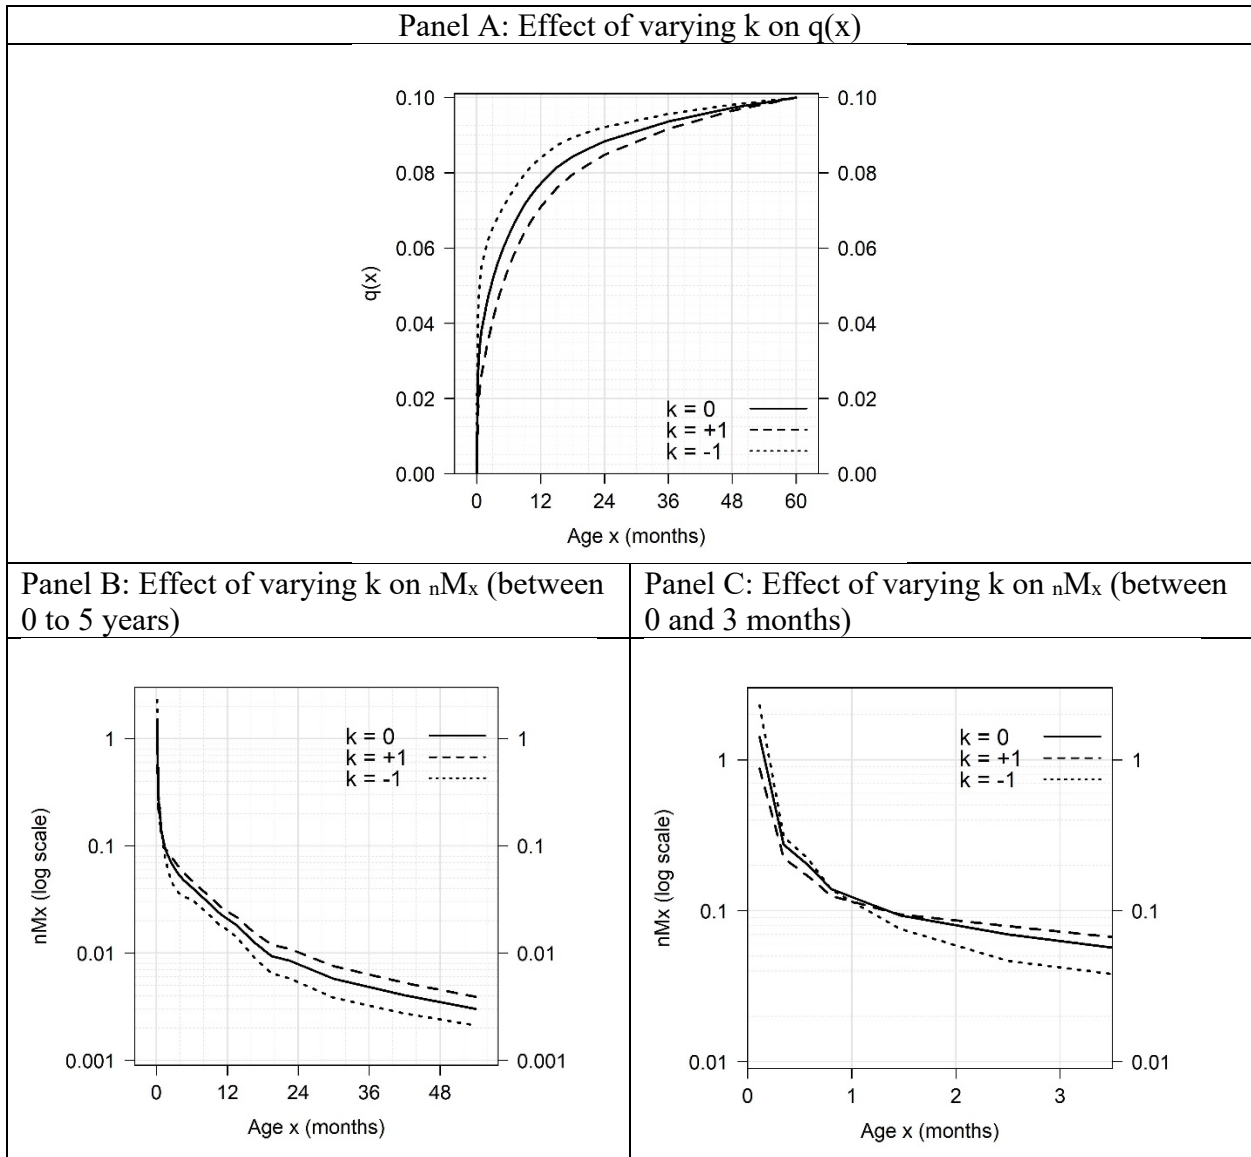 Panel A: Effect of varying k on q(x)
0.10
0.08
0.06
0.04
0.02
0.00
q(x)
0.10
0.08
0.06
0.04
0.02
0.00
k = 0
k = +1
k = -1
0 12 24 36 48 60
Age x (months)
Panel B: Effect of varying k on nMx (between
0 to 5 years)
1
0.1
0.01
0.001
nMx (log scale)
k = 0
k = +1
k = -1
1
0.1
0.01
0.001
0 12 24 36 48
Age x (months)
Panel C: Effect of varying k on nMx (between
0 and 3 months)
1
0.1
0.01
nMx (log scale)
k = 0
k = +1
k = -1
1
0.1
0.01
0 1 2 3
Age x (months)